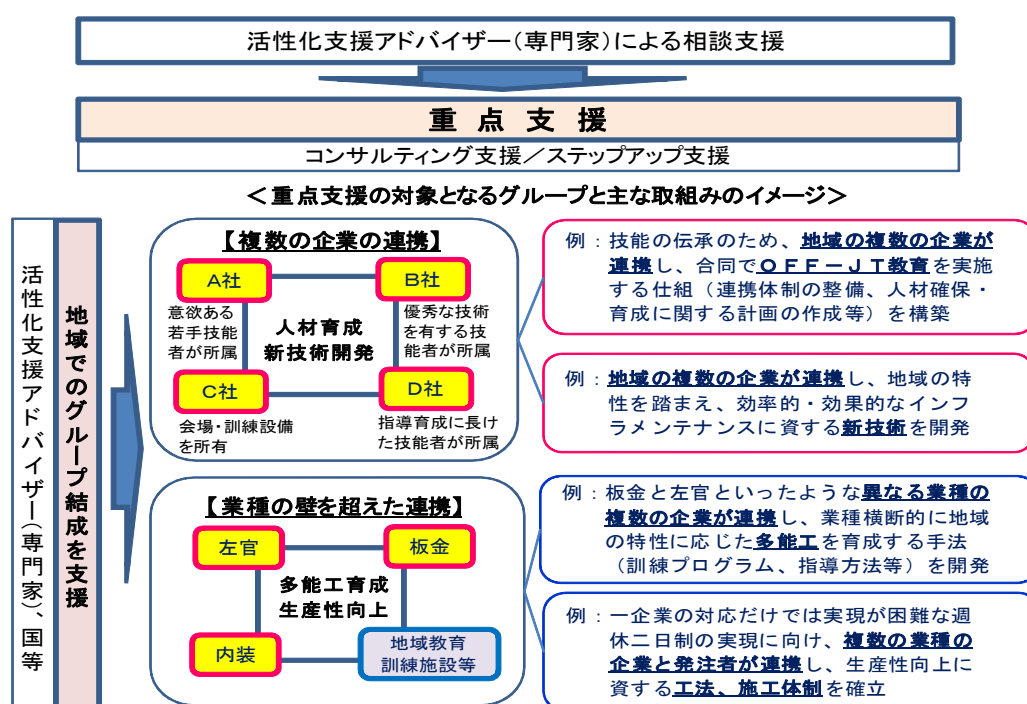 活性化支援アドバイザー(専門家)による相談支援
重点支援
コンサルティング支援／ステップアップ支援
＜重点支援の対象となるグループと主な取組みのイメージ＞
活性化支援アドバイザー(専門家)、国等
地域でのグループ結成を支援
【複数の企業の連携】
A社
B社
意欲ある
若手技能
者が所属
人材育成
新技術開発
優秀な技術
を有する技
能者が所属
C社
D社
会場・訓練設備
を所有
指導育成に長け
た技能者が所属
例：技能の伝承のため、地域の複数の企業が
連携し、合同でＯＦＦ－ＪＴ教育を実施
する仕組（連携体制の整備、人材確保・
育成に関する計画の作成等）を構築
例：地域の複数の企業が連携し、地域の特
性を踏まえ、効率的・効果的なインフ
ラメンテナンスに資する新技術を開発
【業種の壁を超えた連携】
左官
板金
多能工育成
生産性向上
内装
地域教育
訓練施設等
例：板金と左官といったような異なる業種の
複数の企業が連携し、業種横断的に地域
の特性に応じた多能工を育成する手法
（訓練プログラム、指導方法等）を開発
例：一企業の対応だけでは実現が困難な週
休二日制の実現に向け、複数の業種の
企業と発注者が連携し、生産性向上に
資する工法、施工体制を確立